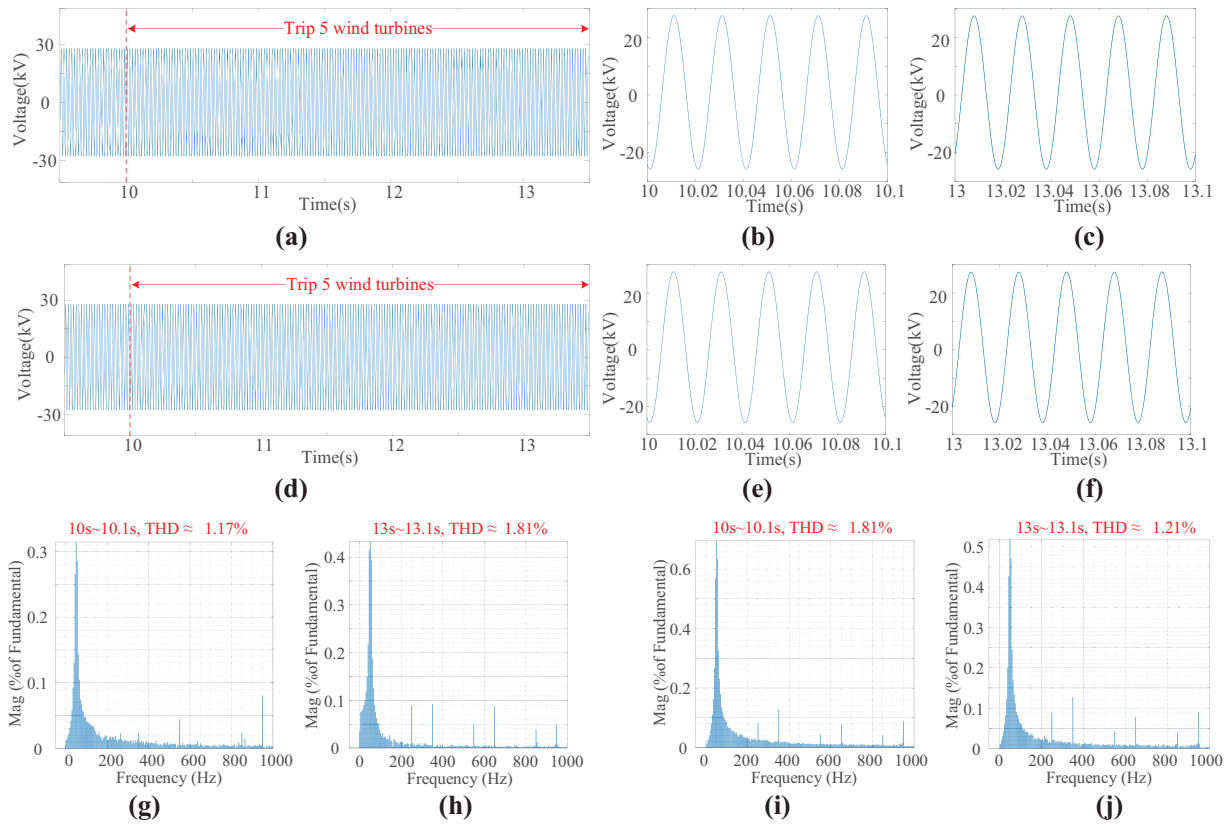 Trip 5 wind turbines
Voltage(kV)
30
0
-30
10
11
12
13
Time(s)
(a)
Voltage(kV)
20
0
-20
10
10.02
10.04
10.06
10.08
10.1
Time(s)
(b)
Voltage(kV)
20
0
-20
13
13.02
13.04
13.06
13.08
13.1
Time(s)
(c)
Trip 5 wind turbines
Voltage(kV)
30
0
-30
10
11
12
13
Time(s)
(d)
Voltage(kV)
20
0
-20
10
10.02
10.04
10.06
10.08
10.1
Time(s)
(e)
Voltage(kV)
20
0
-20
13
13.02
13.04
13.06
13.08
13.1
Time(s)
(f)
10s~10.1s, THD ≈ 1.17%
Mag (%of Fundamental)
0.3
0.2
0.1
0
0
200
400
600
800
1000
Frequency (Hz)
(g)
13s~13.1s, THD ≈ 1.81%
Mag (%of Fundamental)
0.4
0.3
0.2
0.1
0
0
200
400
600
800
1000
Frequency (Hz)
(h)
10s~10.1s, THD ≈ 1.81%
Mag (%of Fundamental)
0.6
0.4
0.2
0
0
200
400
600
800
1000
Frequency (Hz)
(i)
13s~13.1s, THD ≈ 1.21%
Mag (%of Fundamental)
0.5
0.4
0.3
0.2
0.1
0
0
200
400
600
800
1000
Frequency (Hz)
(j)